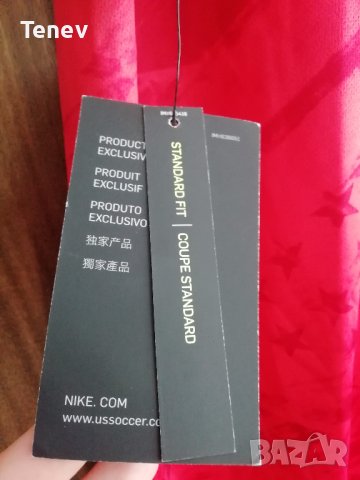 Tenev
PRODUCT
EXCLUSIV
PRODUIT
EXCLUSIF
PRODUTO
EXCLUSIVO
独家产品
獨家產品
NIKE. COM
www.ussoccer.co
STANDARD FIT | COUPE STANDARD
BAZAR